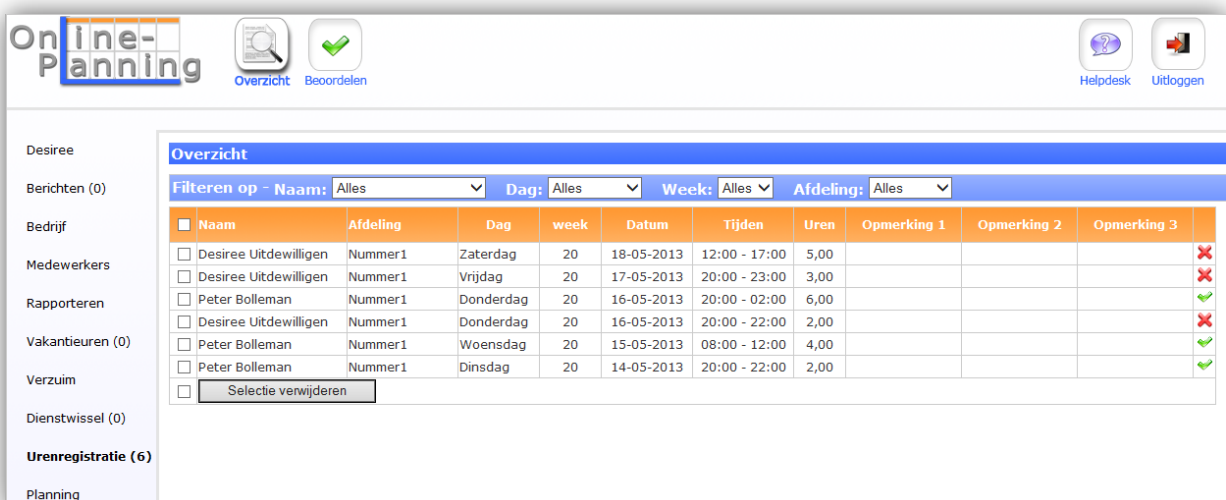 Online-
Planning
Overzicht Beoordelen Helpdesk Uitloggen
Desiree
Berichten (0)
Bedrijf
Medewerkers
Rapporteren
Vakantieuren (0)
Verzuim
Dienstwissel (0)
Urenregistratie (6)
Planning
Overzicht
Filteren op - Naam: Alles Dag: Alles Week: Alles Afdeling: Alles
Naam Afdeling Dag week Datum Tijden Uren Opmerking 1 Opmerking 2 Opmerking 3
Desiree Uitdewilligen Nummer1 Zaterdag 20 18-05-2013 12:00 - 17:00 5,00
Desiree Uitdewilligen Nummer1 Vrijdag 20 17-05-2013 20:00 - 23:00 3,00
Peter Bolleman Nummer1 Donderdag 20 16-05-2013 20:00 - 02:00 6,00
Desiree Uitdewilligen Nummer1 Donderdag 20 16-05-2013 20:00 - 22:00 2,00
Peter Bolleman Nummer1 Woensdag 20 15-05-2013 08:00 - 12:00 4,00
Peter Bolleman Nummer1 Dinsdag 20 14-05-2013 20:00 - 22:00 2,00
Selectie verwijderen